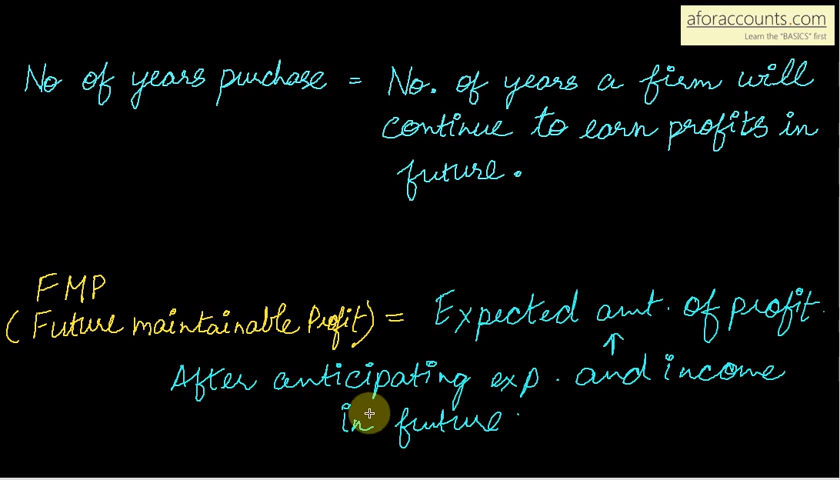 aforaccounts.com
Learn the "BASICS" first
No of years purchase = No. of years a firm will
continue to earn profits in
future.
FMP
(Future maintainable Profit) = Expected amt. of profit.
After anticipating exp. and income
in future.